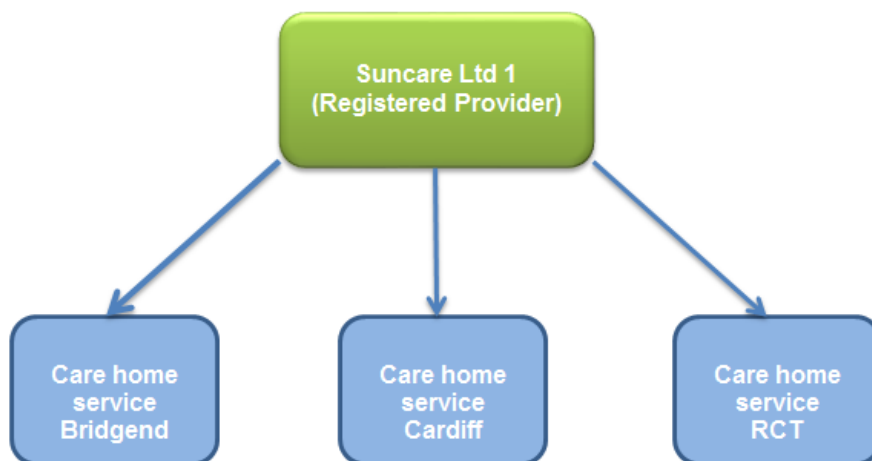 Suncare Ltd 1
(Registered Provider)
Care home
service
Bridgend
Care home
service
Cardiff
Care home
service
RCT